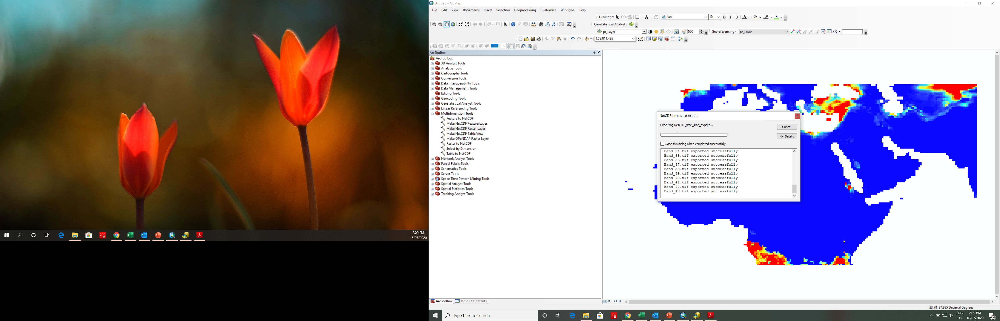 2:09 PM
16/07/2020
Untitled - ArcMap
File Edit View Bookmarks Insert Selection Geoprocessing Customize Windows Help
Drawing Arial 10 B I U A
Geostatistical Analyst
pr_Layer 500 Georeferencing pr_Layer
1:33,611,485
ArcToolbox
ArcToolbox
3D Analyst Tools
Analysis Tools
Cartography Tools
Conversion Tools
Data Interoperability Tools
Data Management Tools
Editing Tools
Geocoding Tools
Geostatistical Analyst Tools
Linear Referencing Tools
Multidimension Tools
Feature to NetCDF
Make NetCDF Feature Layer
Make NetCDF Raster Layer
Make NetCDF Table View
Make OPeNDAP Raster Layer
Raster to NetCDF
Select by Dimension
Table to NetCDF
Network Analyst Tools
Parcel Fabric Tools
Schematics Tools
Server Tools
Space Time Pattern Mining Tools
Spatial Analyst Tools
Spatial Statistics Tools
Tracking Analyst Tools
ArcToolbox Table Of Contents
NetCDF_time_slice_export
Executing NetCDF_time_slice_export...
Cancel
<< Details
Close this dialog when completed successfully
Band_34.tif exported successfully
Band_35.tif exported successfully
Band_36.tif exported successfully
Band_37.tif exported successfully
Band_38.tif exported successfully
Band_39.tif exported successfully
Band_40.tif exported successfully
Band_41.tif exported successfully
Band_42.tif exported successfully
Band_43.tif exported successfully
23.78 37.895 Decimal Degrees
Type here to search
ENG
US
2:09 PM
16/07/2020
22